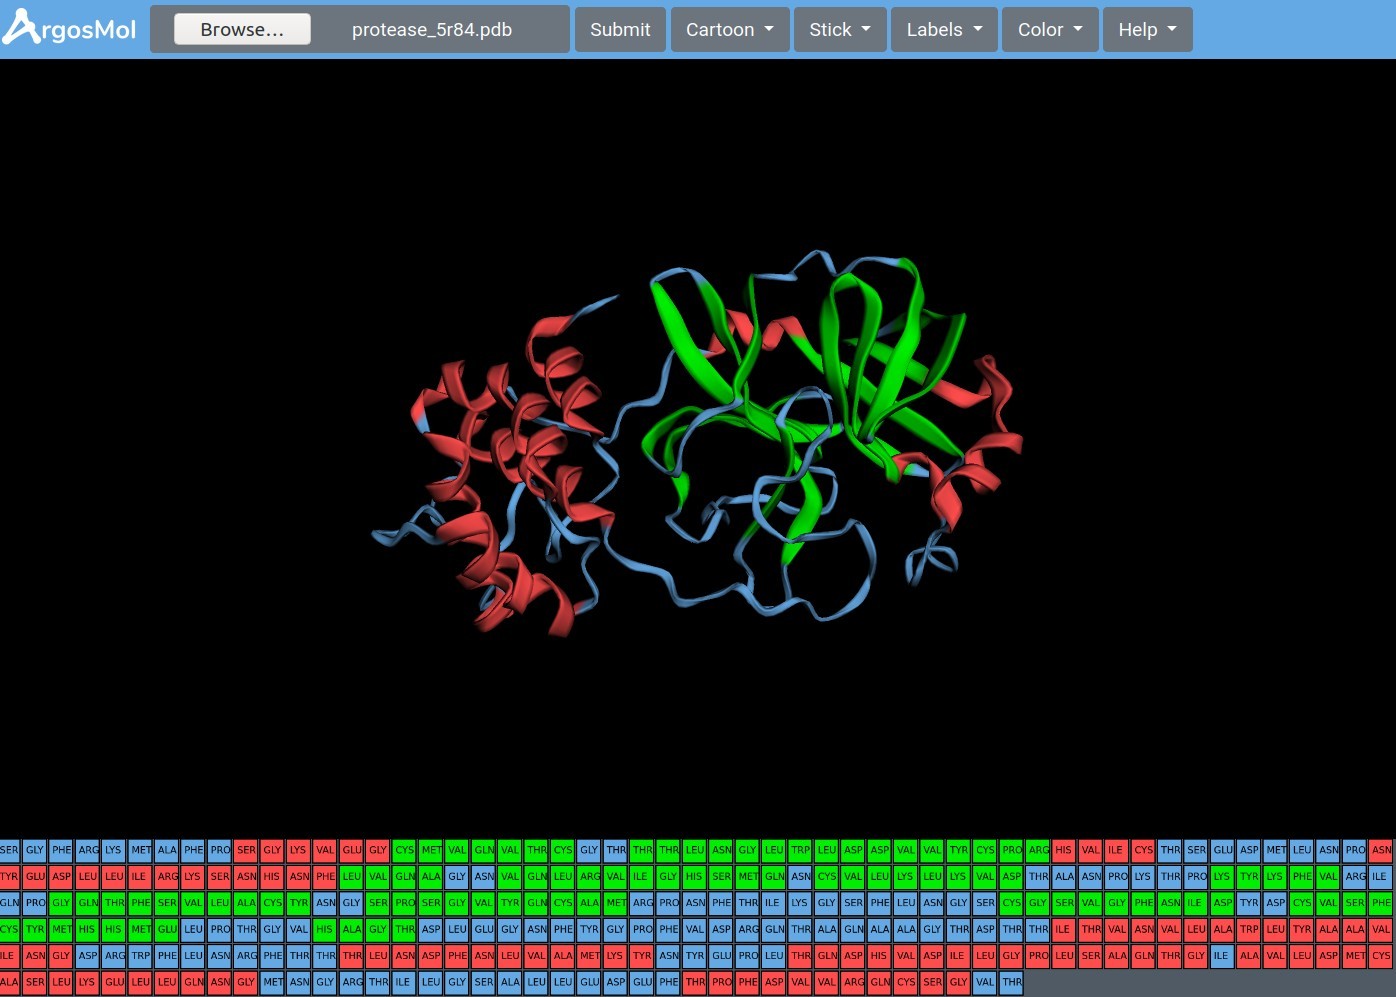 ArgosMol Browse... protease_5r84.pdb Submit Cartoon Stick Labels Color Help
SER GLY PHE ARG LYS MET ALA PHE PRO SER GLY LYS VAL GLU GLY CYS MET VAL GLN VAL THR CYS GLY THR THR THR LEU ASN GLY LEU TRP LEU ASP ASP VAL VAL TYR CYS PRO ARG HIS VAL ILE CYS THR SER GLU ASP MET LEU ASN PRO ASN
TYR GLU ASP LEU LEU ILE ARG LYS SER ASN HIS ASN PHE LEU VAL GLN ALA GLY ASN VAL GLN LEU ARG VAL ILE GLY HIS SER MET GLN ASN CYS VAL LEU LYS LEU LYS VAL ASP THR ALA ASN PRO LYS THR PRO LYS TYR LYS PHE VAL ARG ILE
GLN PRO GLY GLN THR PHE SER VAL LEU ALA CYS TYR ASN GLY SER PRO SER GLY VAL TYR GLN CYS ALA MET ARG PRO ASN PHE THR ILE LYS GLY SER PHE LEU ASN GLY SER CYS GLY SER VAL GLY PHE ASN ILE ASP TYR ASP CYS VAL SER PHE
CYS TYR MET HIS HIS MET GLU LEU PRO THR GLY VAL HIS ALA GLY THR ASP LEU GLU GLY ASN PHE TYR GLY PRO PHE VAL ASP ARG GLN THR ALA GLN ALA ALA GLY THR ASP THR THR ILE THR VAL ASN VAL LEU ALA TRP LEU TYR ALA ALA VAL
ILE ASN GLY ASP ARG TRP PHE LEU ASN ARG PHE THR THR THR LEU ASN ASP PHE ASN LEU VAL ALA MET LYS TYR ASN TYR GLU PRO LEU THR GLN ASP HIS VAL ASP ILE LEU GLY PRO LEU SER ALA GLN THR GLY ILE ALA VAL LEU ASP MET CYS
ALA SER LEU LYS GLU LEU LEU GLN ASN GLY MET ASN GLY ARG THR ILE LEU GLY SER ALA LEU LEU GLU ASP GLU PHE THR PRO PHE ASP VAL VAL ARG GLN CYS SER GLY VAL THR